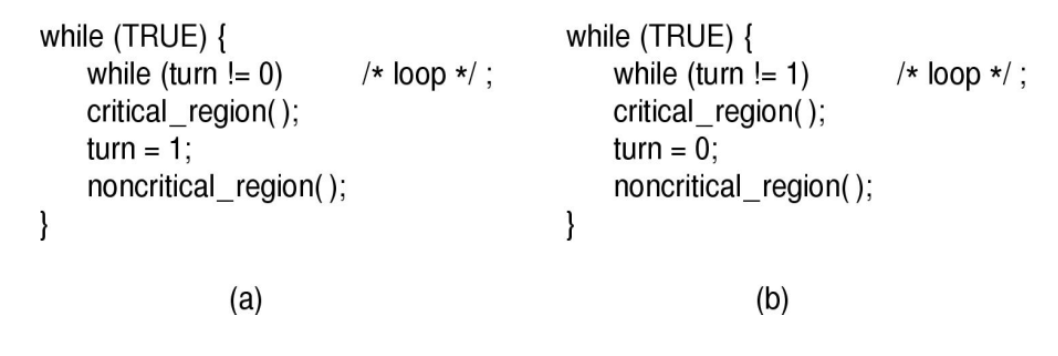 while (TRUE) {
while (turn != 0) /* loop */ ;
critical_region( );
turn = 1;
noncritical_region( );
}
(a)
while (TRUE) {
while (turn != 1) /* loop */ ;
critical_region( );
turn = 0;
noncritical_region( );
}
(b)